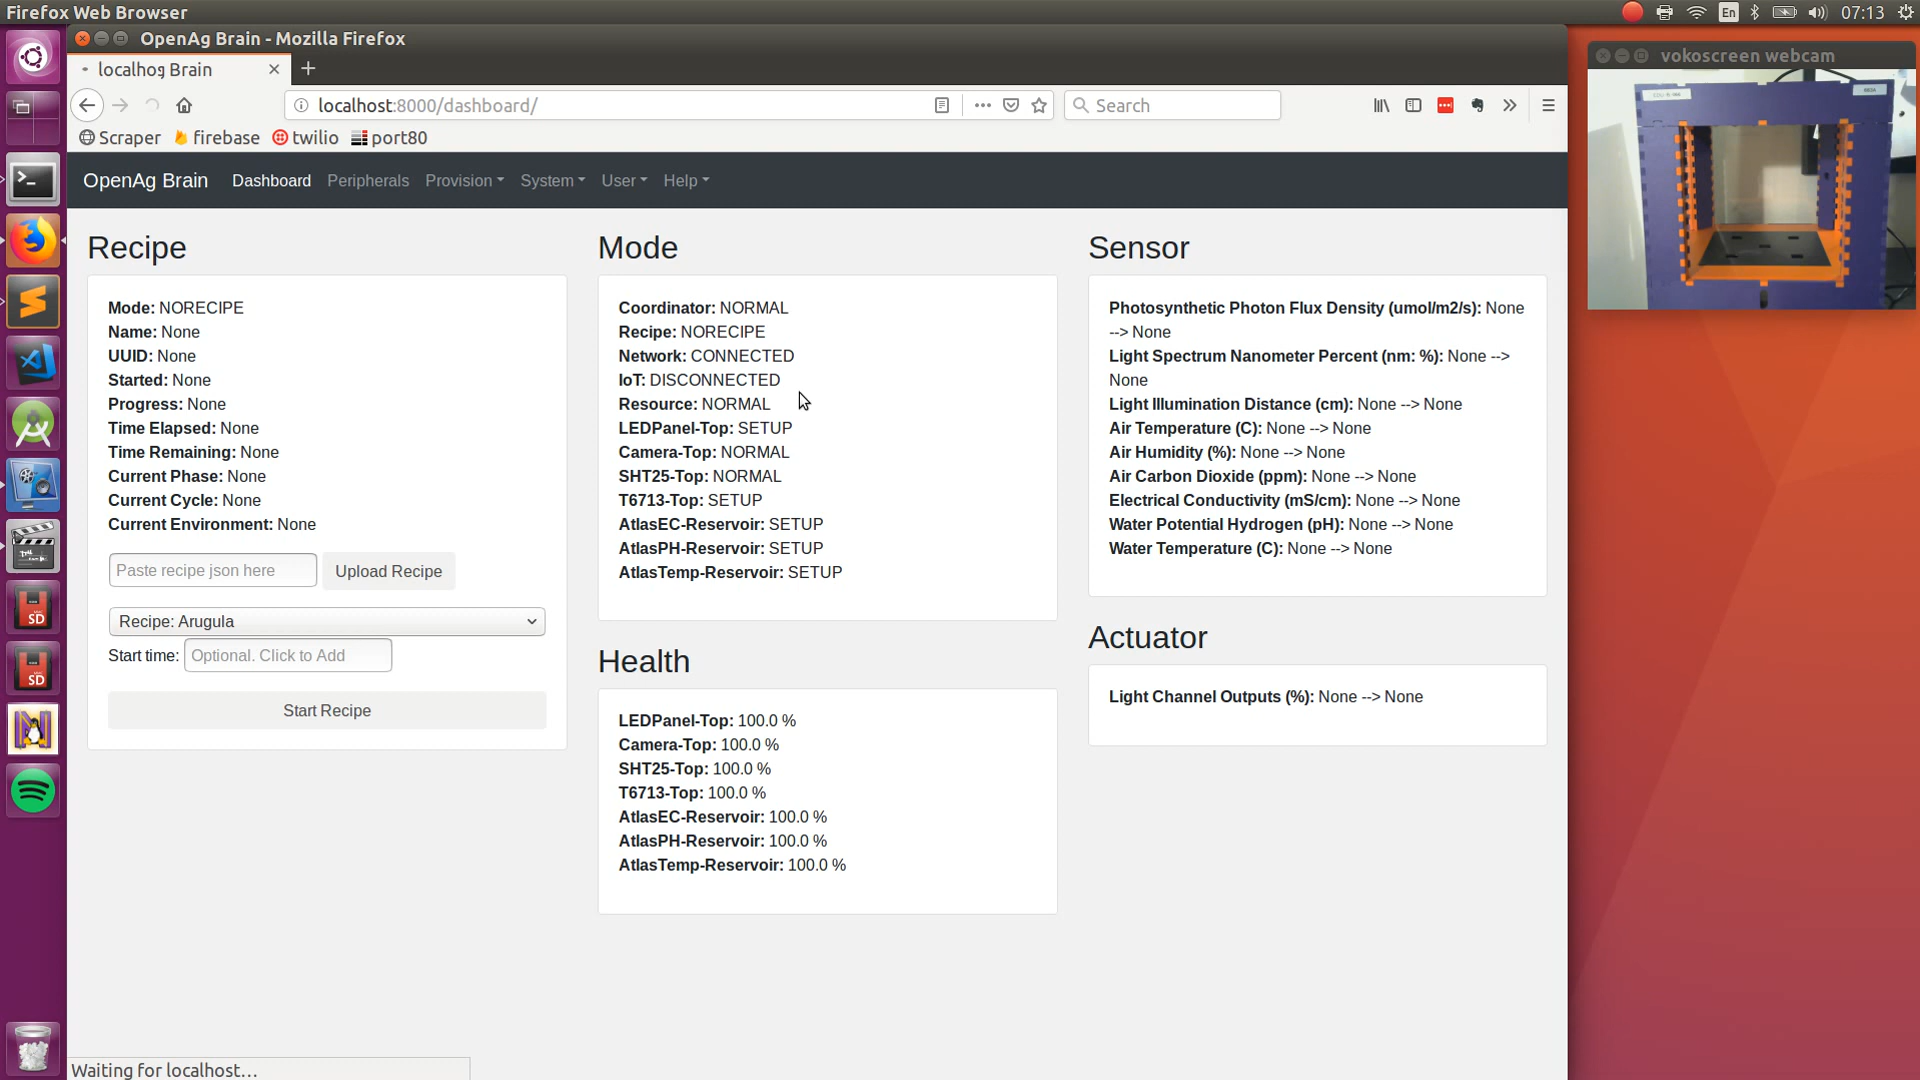 Firefox Web Browser
En
07:13
OpenAg Brain - Mozilla Firefox
vokoscreen webcam
localhos Brain
localhost:8000/dashboard/
Search
Scraper firebase twilio port80
OpenAg Brain Dashboard Peripherals Provision System User Help
Recipe
Mode: NORECIPE
Name: None
UUID: None
Started: None
Progress: None
Time Elapsed: None
Time Remaining: None
Current Phase: None
Current Cycle: None
Current Environment: None
Paste recipe json here
Upload Recipe
Recipe: Arugula
Start time: Optional. Click to Add
Start Recipe
Mode
Coordinator: NORMAL
Recipe: NORECIPE
Network: CONNECTED
IoT: DISCONNECTED
Resource: NORMAL
LEDPanel-Top: SETUP
Camera-Top: NORMAL
SHT25-Top: NORMAL
T6713-Top: SETUP
AtlasEC-Reservoir: SETUP
AtlasPH-Reservoir: SETUP
AtlasTemp-Reservoir: SETUP
Health
LEDPanel-Top: 100.0 %
Camera-Top: 100.0 %
SHT25-Top: 100.0 %
T6713-Top: 100.0 %
AtlasEC-Reservoir: 100.0 %
AtlasPH-Reservoir: 100.0 %
AtlasTemp-Reservoir: 100.0 %
Sensor
Photosynthetic Photon Flux Density (umol/m2/s): None
--> None
Light Spectrum Nanometer Percent (nm: %): None -->
None
Light Illumination Distance (cm): None --> None
Air Temperature (C): None --> None
Air Humidity (%): None --> None
Air Carbon Dioxide (ppm): None --> None
Electrical Conductivity (mS/cm): None --> None
Water Potential Hydrogen (pH): None --> None
Water Temperature (C): None --> None
Actuator
Light Channel Outputs (%): None --> None
SD
SD
Waiting for localhost…